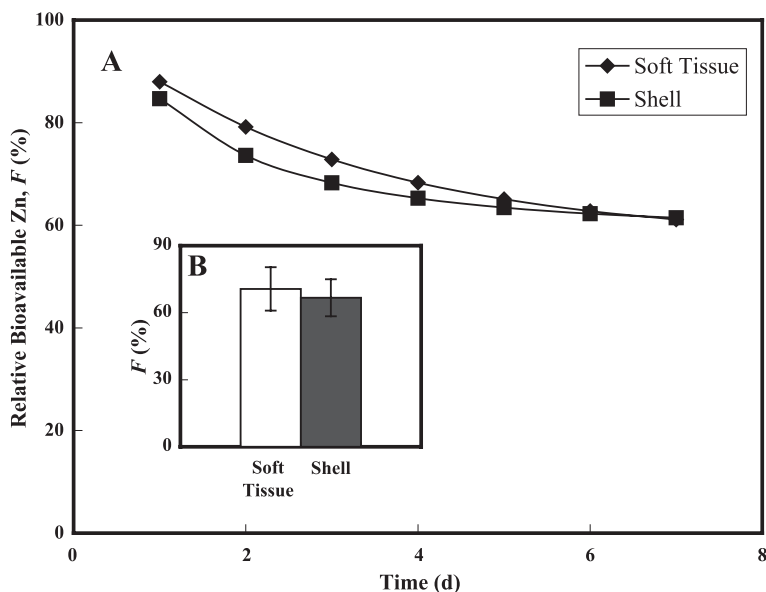 100
80
60
40
20
0
Relative Bioavailable Zn, F (%)
A
Soft Tissue
Shell
B
90
60
30
0
F (%)
Soft
Tissue
Shell
0
2
4
6
8
Time (d)